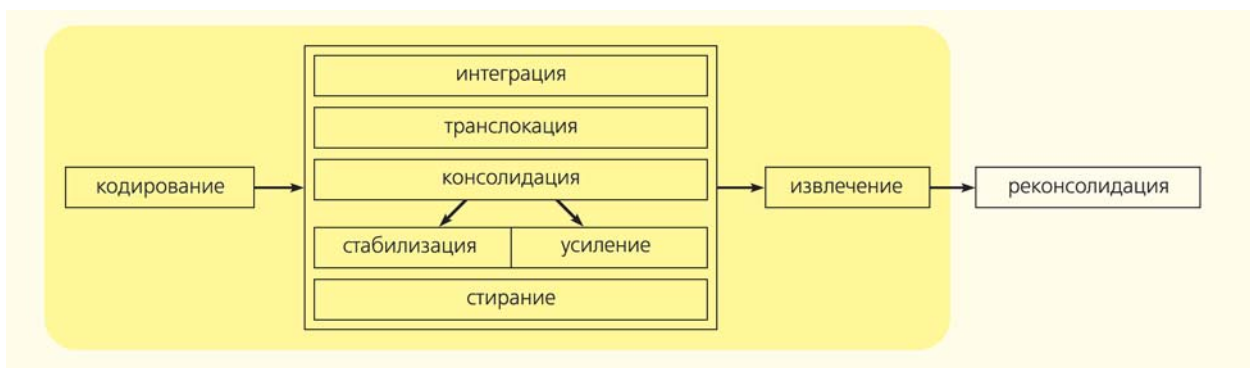 интеграция
транслокация
кодирование
консолидация
извлечение
реконсолидация
стабилизация
усиление
стирание